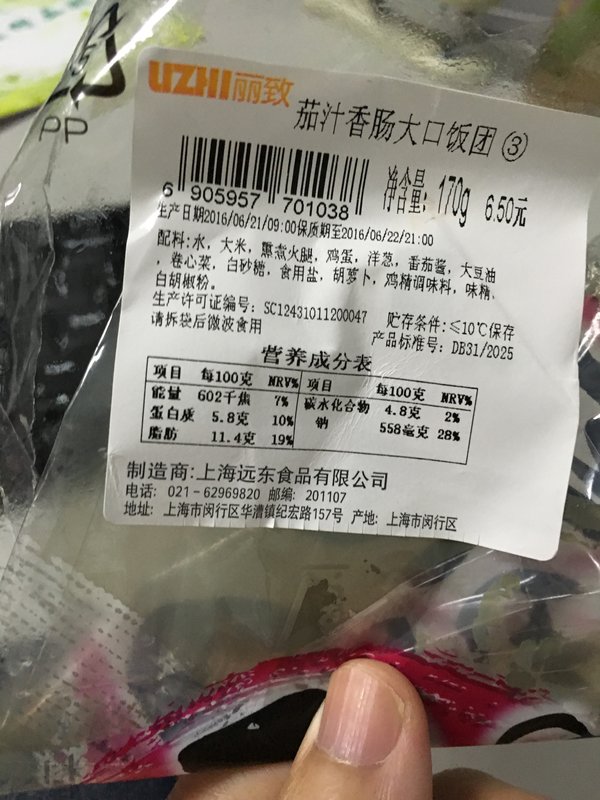 PP
UZHI丽致
茄汁香肠大口饭团 ③
6 905957 701038
净含量: 170g 6.50元
生产日期2016/06/21/09:00保质期至2016/06/22/21:00
配料:水, 大米, 熏煮火腿, 鸡蛋, 洋葱, 番茄酱, 大豆油
, 卷心菜, 白砂糖, 食用盐, 胡萝卜, 鸡精调味料, 味精,
白胡椒粉。
生产许可证编号: SC12431011200047 贮存条件:≤10℃保存
请拆袋后微波食用 产品标准号: DB31/2025
营养成分表
项目 每100克 NRV% 项目 每100克 NRV%
能量 602千焦 7% 碳水化合物 4.8克 2%
蛋白质 5.8克 10% 钠 558毫克 28%
脂肪 11.4克 19%
制造商:上海远东食品有限公司
电话: 021-62969820 邮编: 201107
地址: 上海市闵行区华漕镇纪宏路157号 产地: 上海市闵行区